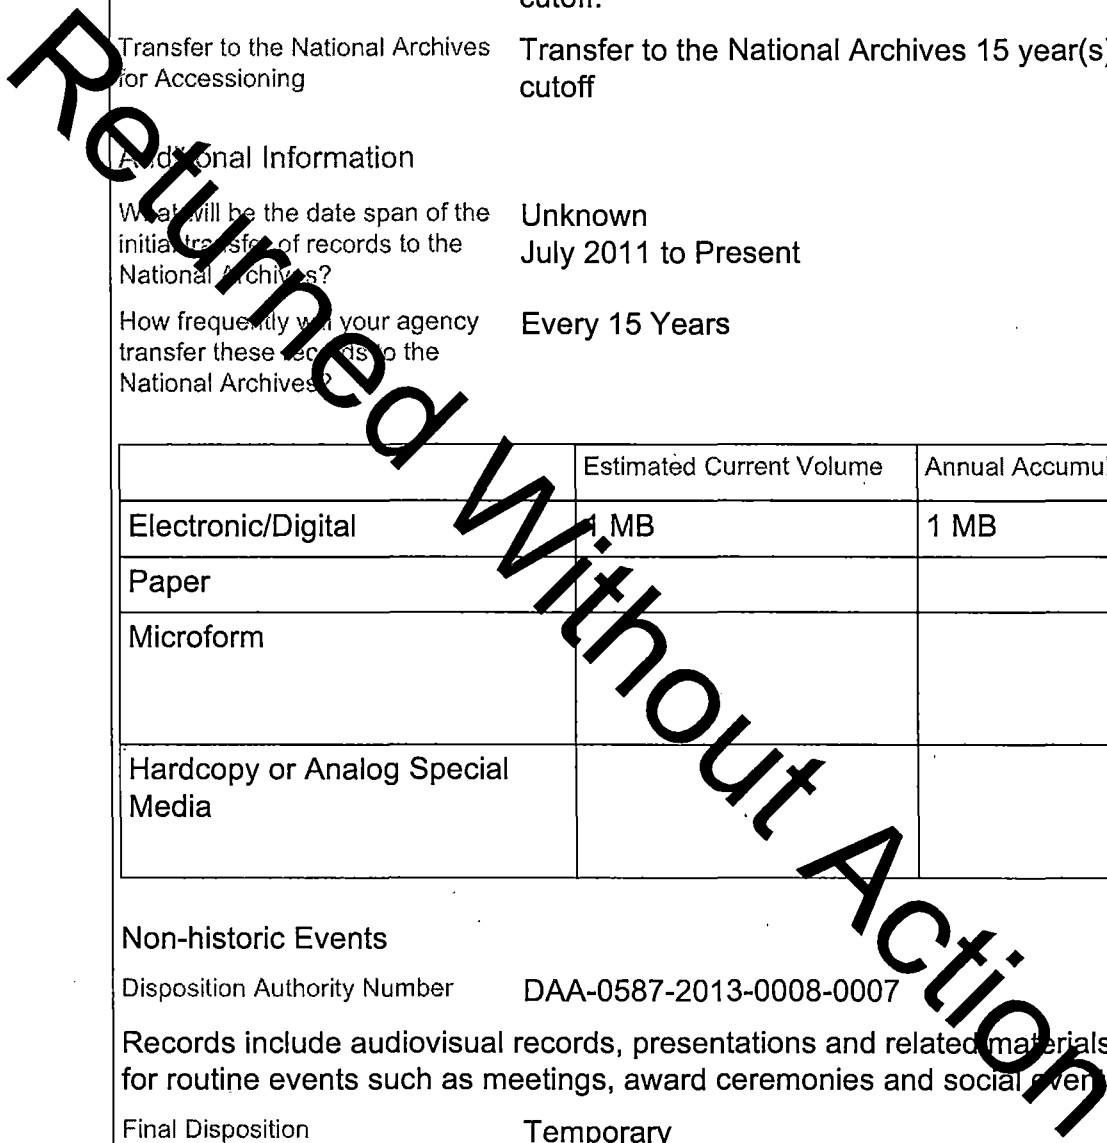 cutoff.
Transfer to the National Archives Transfer to the National Archives 15 year(s)
for Accessioning cutoff
Additional Information
What will be the date span of the Unknown
initial transfer of records to the July 2011 to Present
National Archives?
How frequently will your agency Every 15 Years
transfer these records to the
National Archives?
Estimated Current Volume Annual
Electronic/Digital 1 MB 1 MB
Paper
Microform
Hardcopy or Analog Special
Media
Non-historic Events
Disposition Authority Number DAA-0587-2013-0008-0007
Records include audiovisual records, presentations and related materials
for routine events such as meetings, award ceremonies and social
Final Disposition Temporary
Returned Without Action